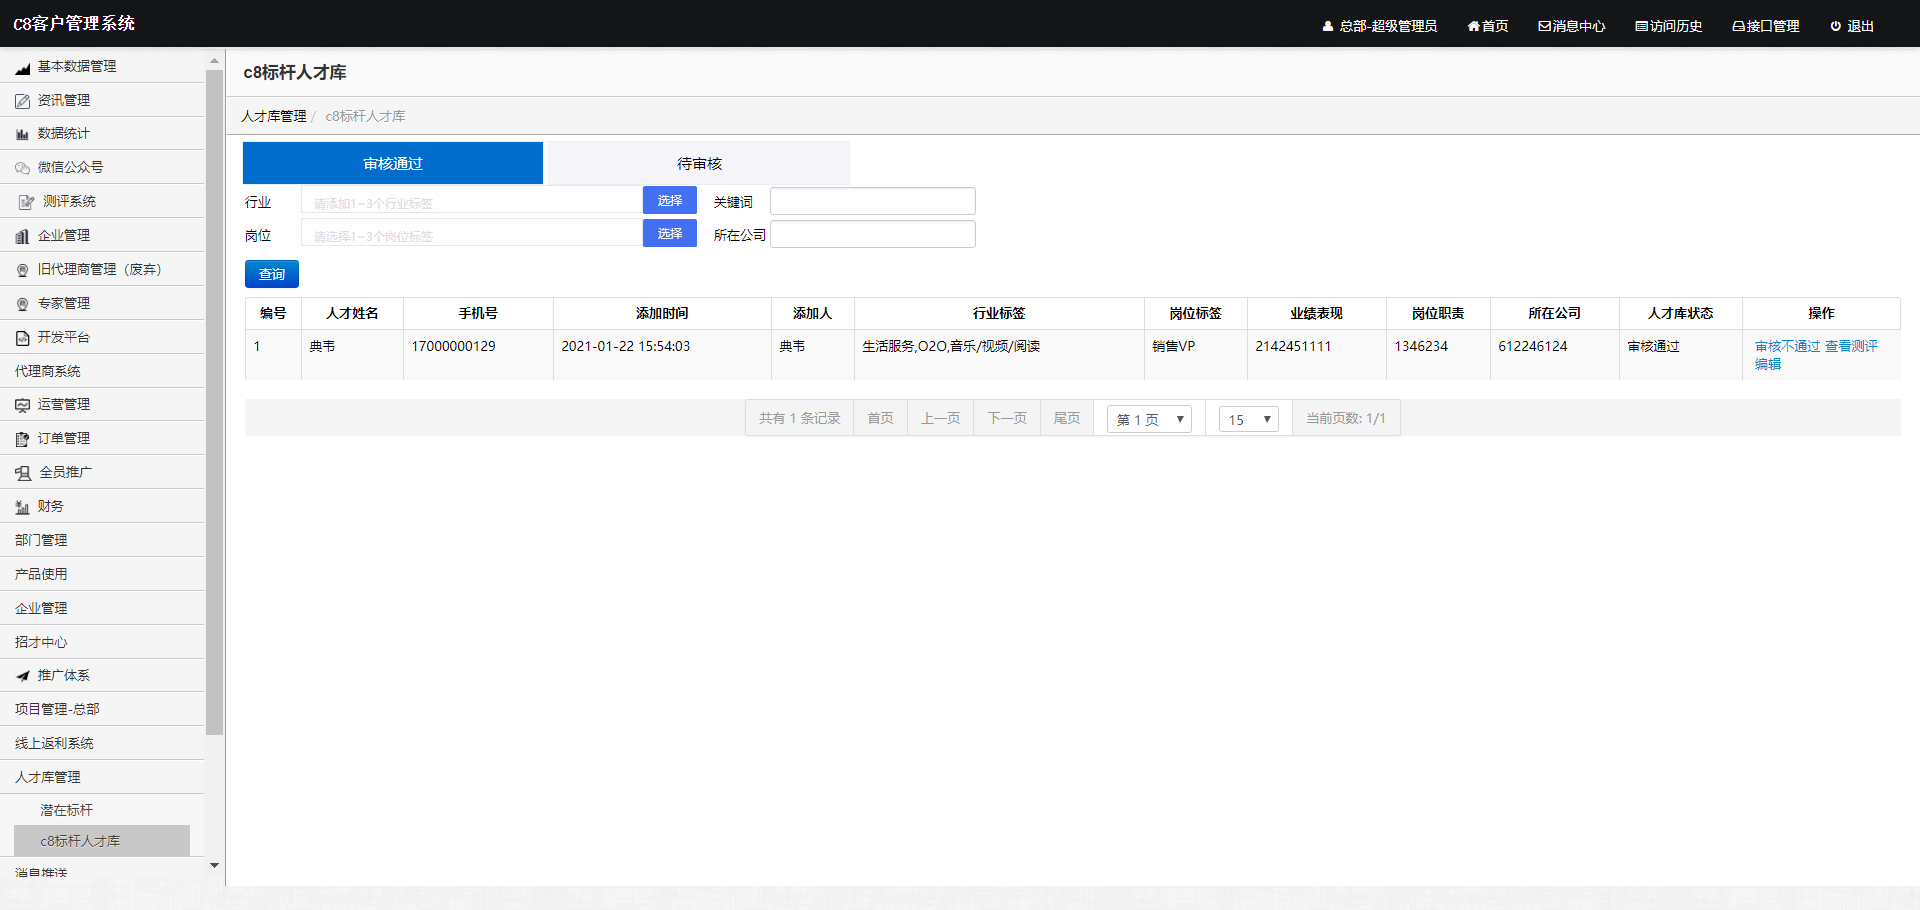 C8客户管理系统
总部-超级管理员 首页 消息中心 访问历史 接口管理 退出
基本数据管理
资讯管理
数据统计
微信公众号
测评系统
企业管理
旧代理商管理（废弃）
专家管理
开发平台
代理商系统
运营管理
订单管理
全员推广
财务
部门管理
产品使用
企业管理
招才中心
推广体系
项目管理-总部
线上返利系统
人才库管理
潜在标杆
c8标杆人才库
消息推送
c8标杆人才库
人才库管理 / c8标杆人才库
审核通过 待审核
行业 请添加1~3个行业标签 选择 关键词
岗位 请选择1~3个岗位标签 选择 所在公司
查询
编号 人才姓名 手机号 添加时间 添加人 行业标签 岗位标签 业绩表现 岗位职责 所在公司 人才库状态 操作
1 典韦 17000000129 2021-01-22 15:54:03 典韦 生活服务,O2O,音乐/视频/阅读 销售VP 2142451111 1346234 612246124 审核通过 审核不通过 查看测评
编辑
共有 1 条记录 首页 上一页 下一页 尾页 第 1 页 15 当前页数: 1/1